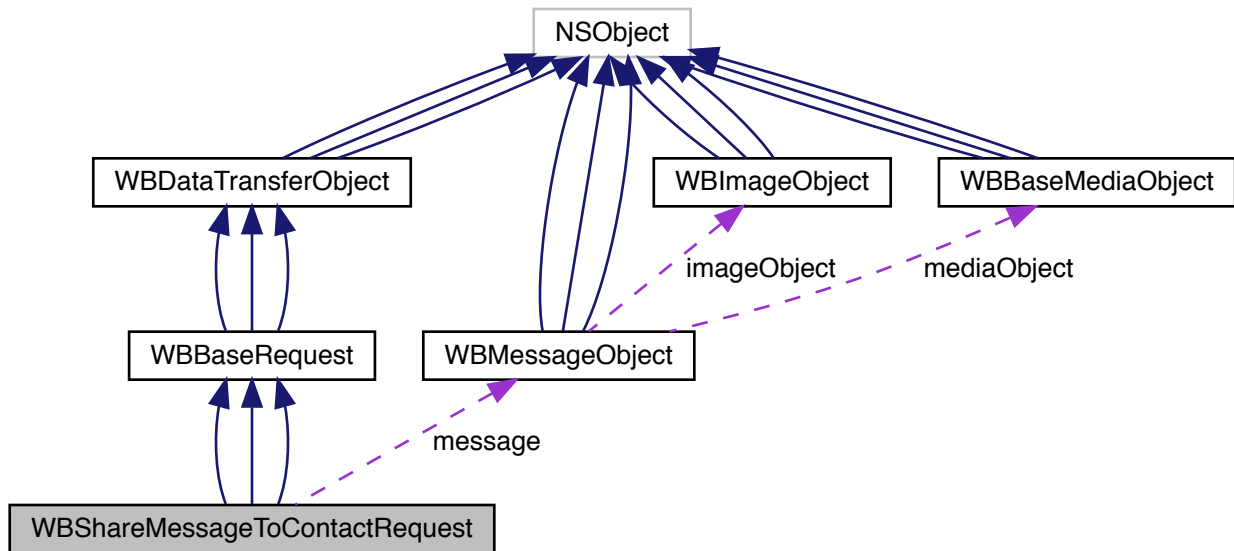 NSObject
WBDataTransferObject
WBImageObject
WBBaseMediaObject
imageObject
mediaObject
WBBaseRequest
WBMessageObject
message
WBShareMessageToContactRequest